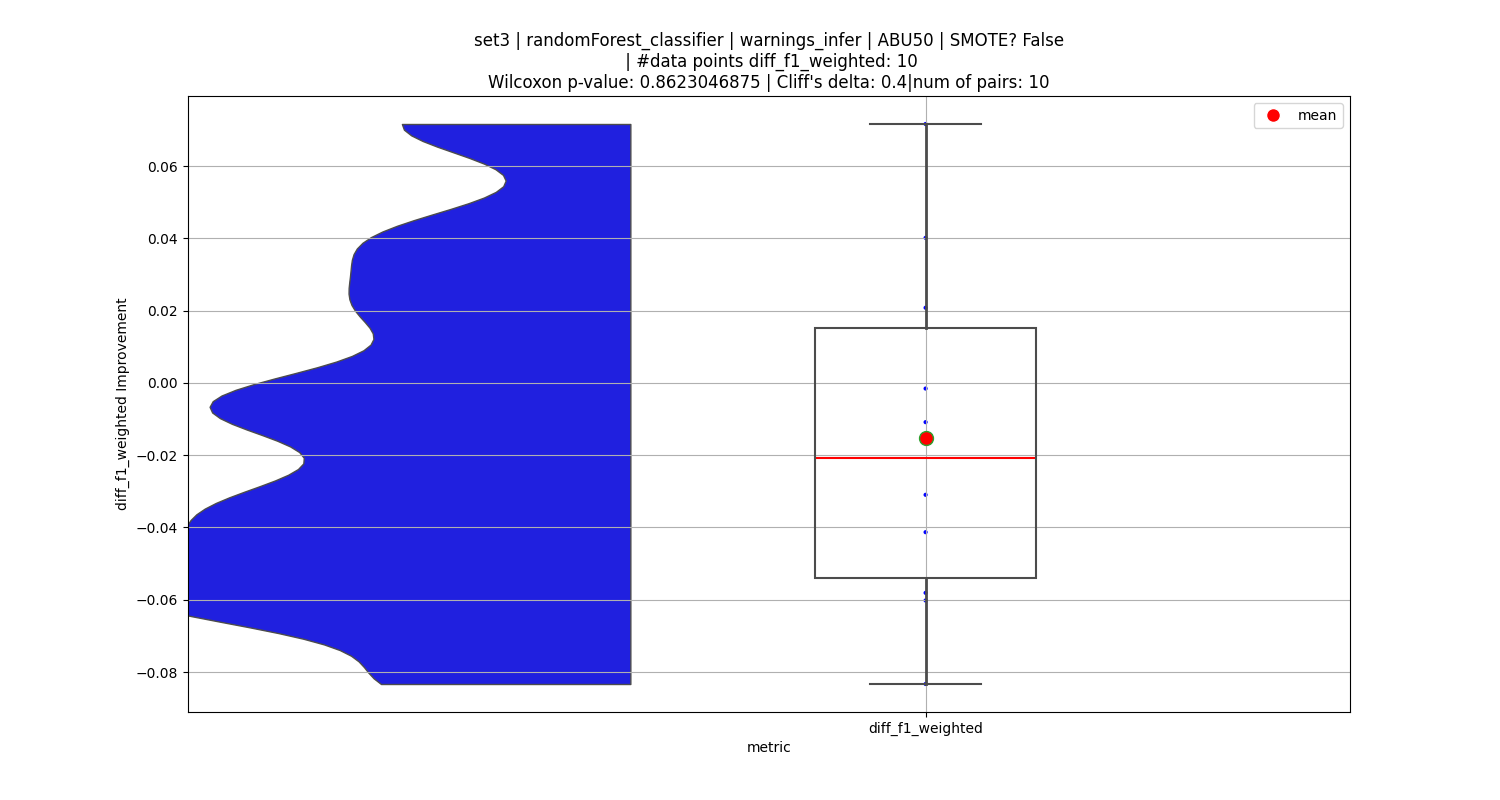 set3 | randomForest_classifier | warnings_infer | ABU50 | SMOTE? False
| #data points diff_f1_weighted: 10
Wilcoxon p-value: 0.8623046875 | Cliff's delta: 0.4|num of pairs: 10
mean
0.06
0.04
0.02
0.00
−0.02
−0.04
−0.06
−0.08
diff_f1_weighted Improvement
diff_f1_weighted
metric